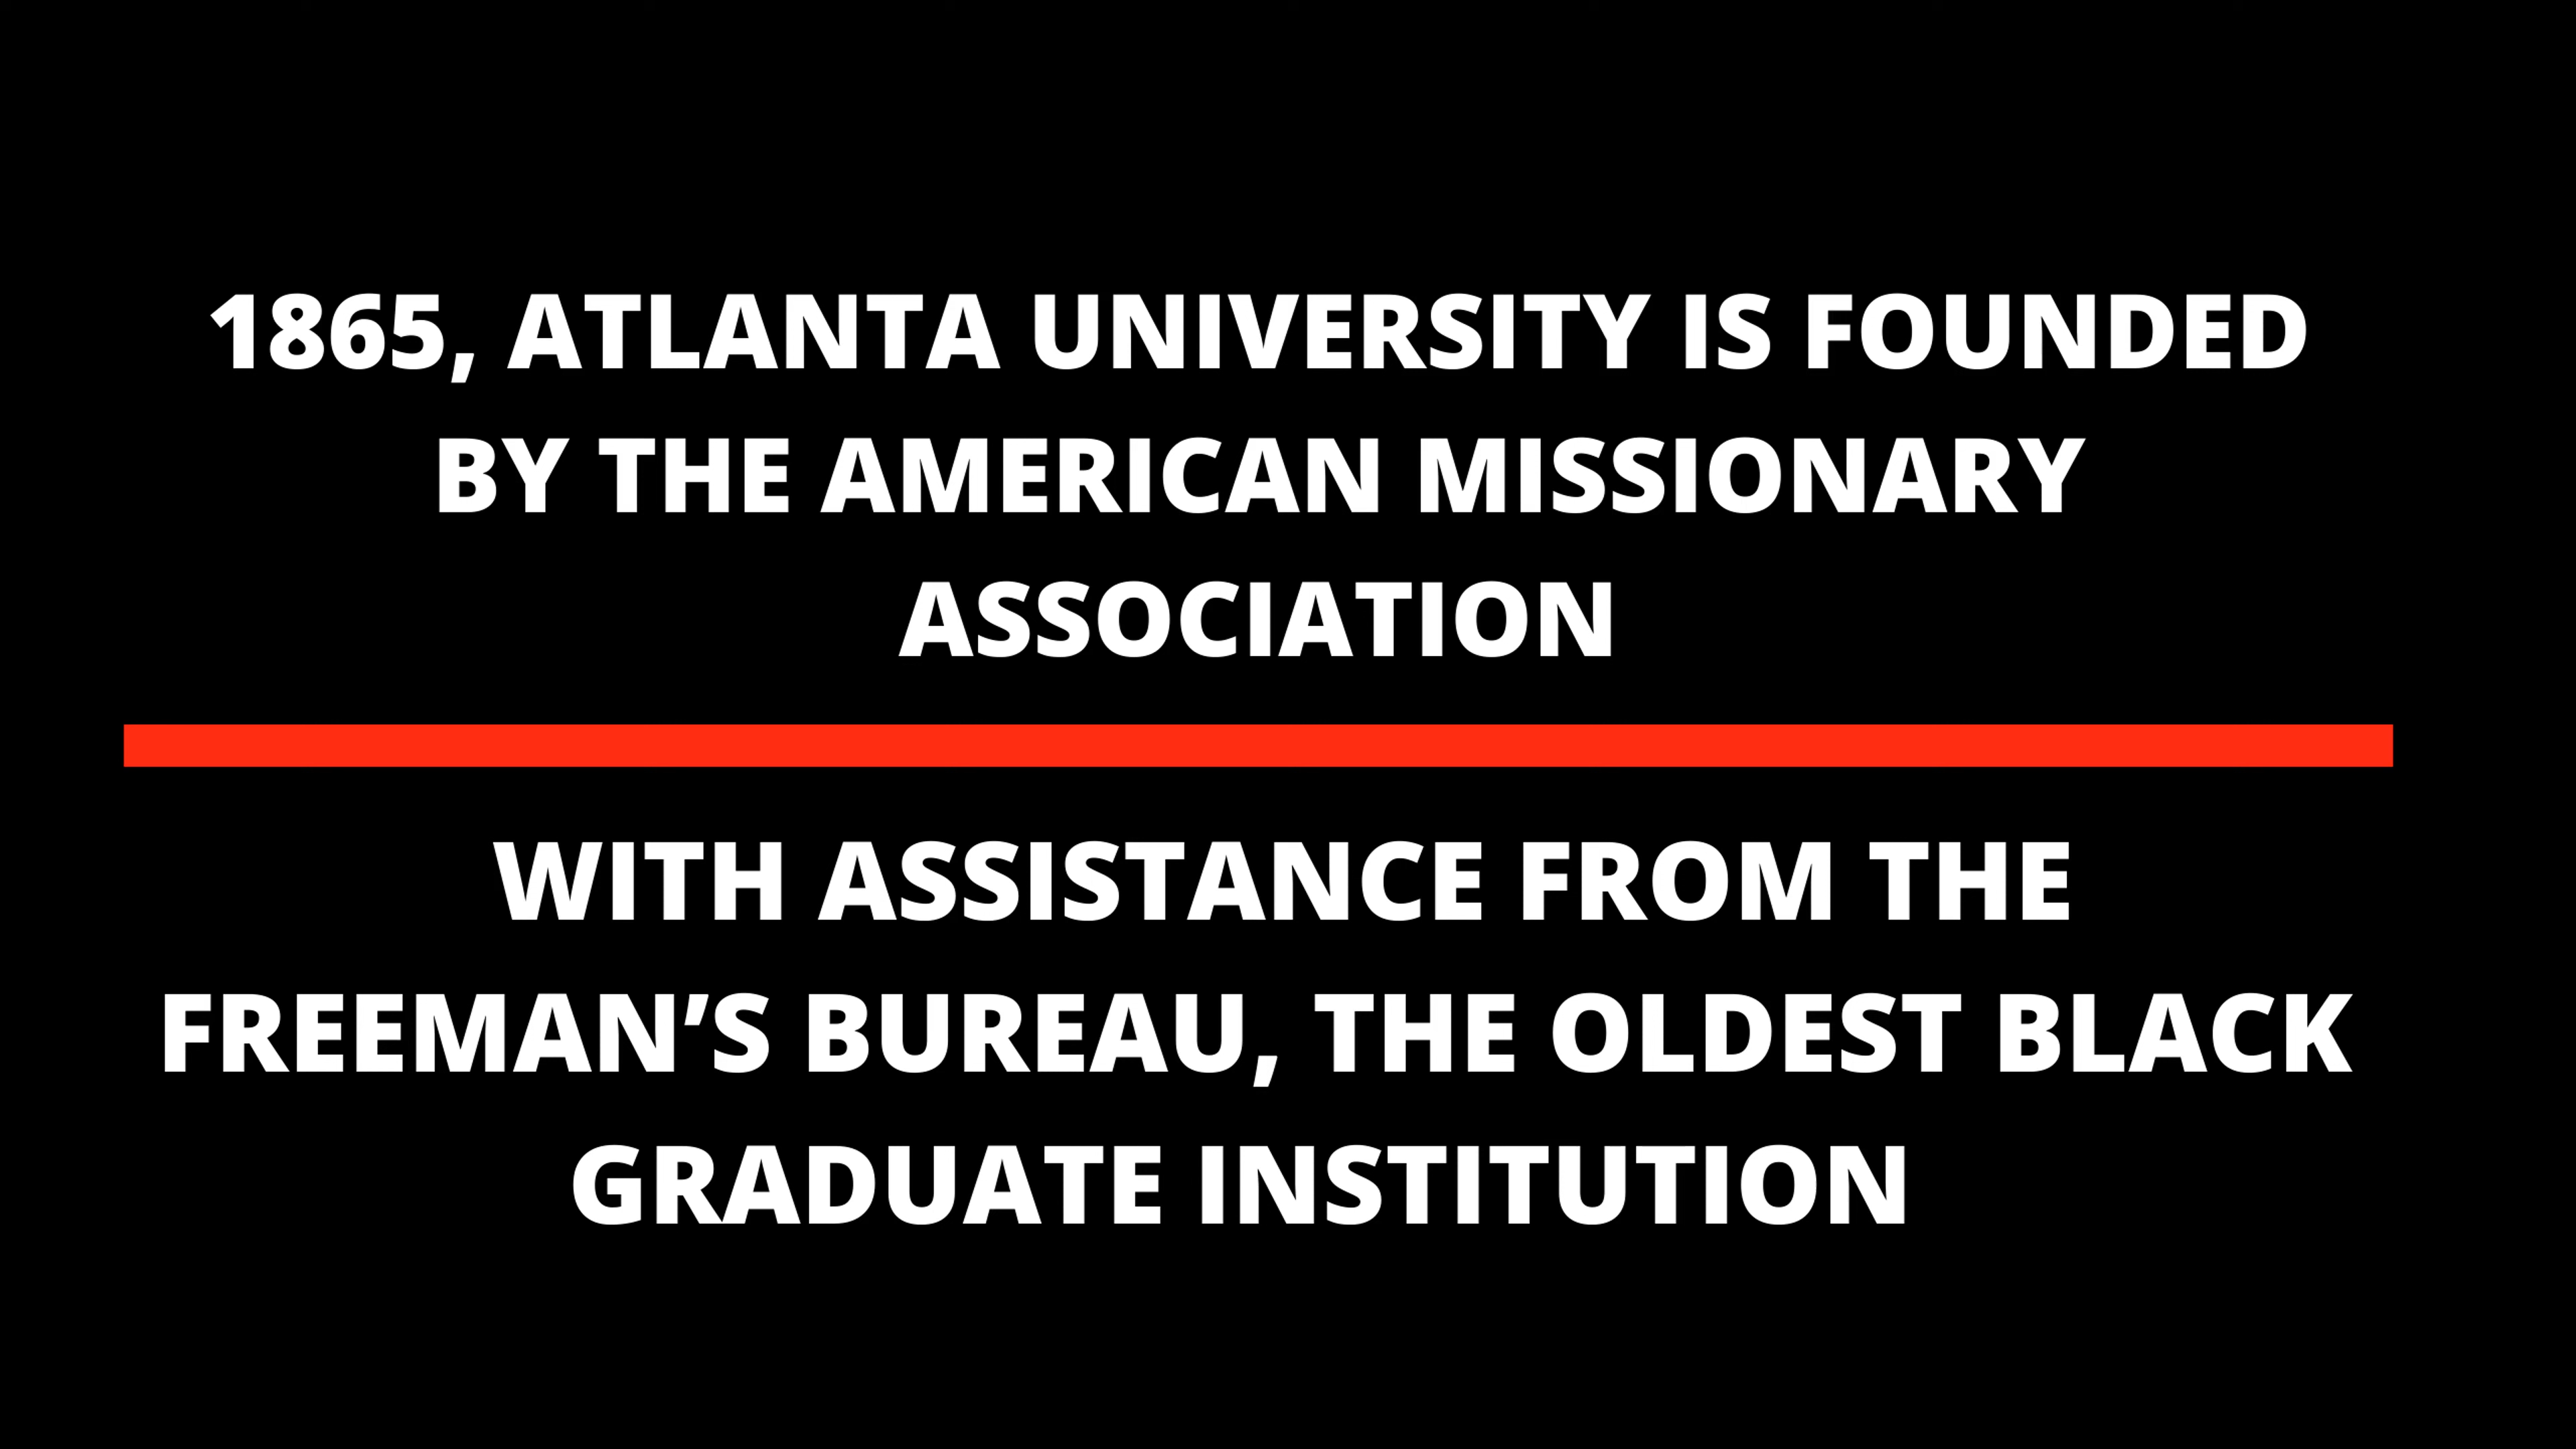 1865, ATLANTA UNIVERSITY IS FOUNDED
BY THE AMERICAN MISSIONARY
ASSOCIATION
WITH ASSISTANCE FROM THE
FREEMAN’S BUREAU, THE OLDEST BLACK
GRADUATE INSTITUTION